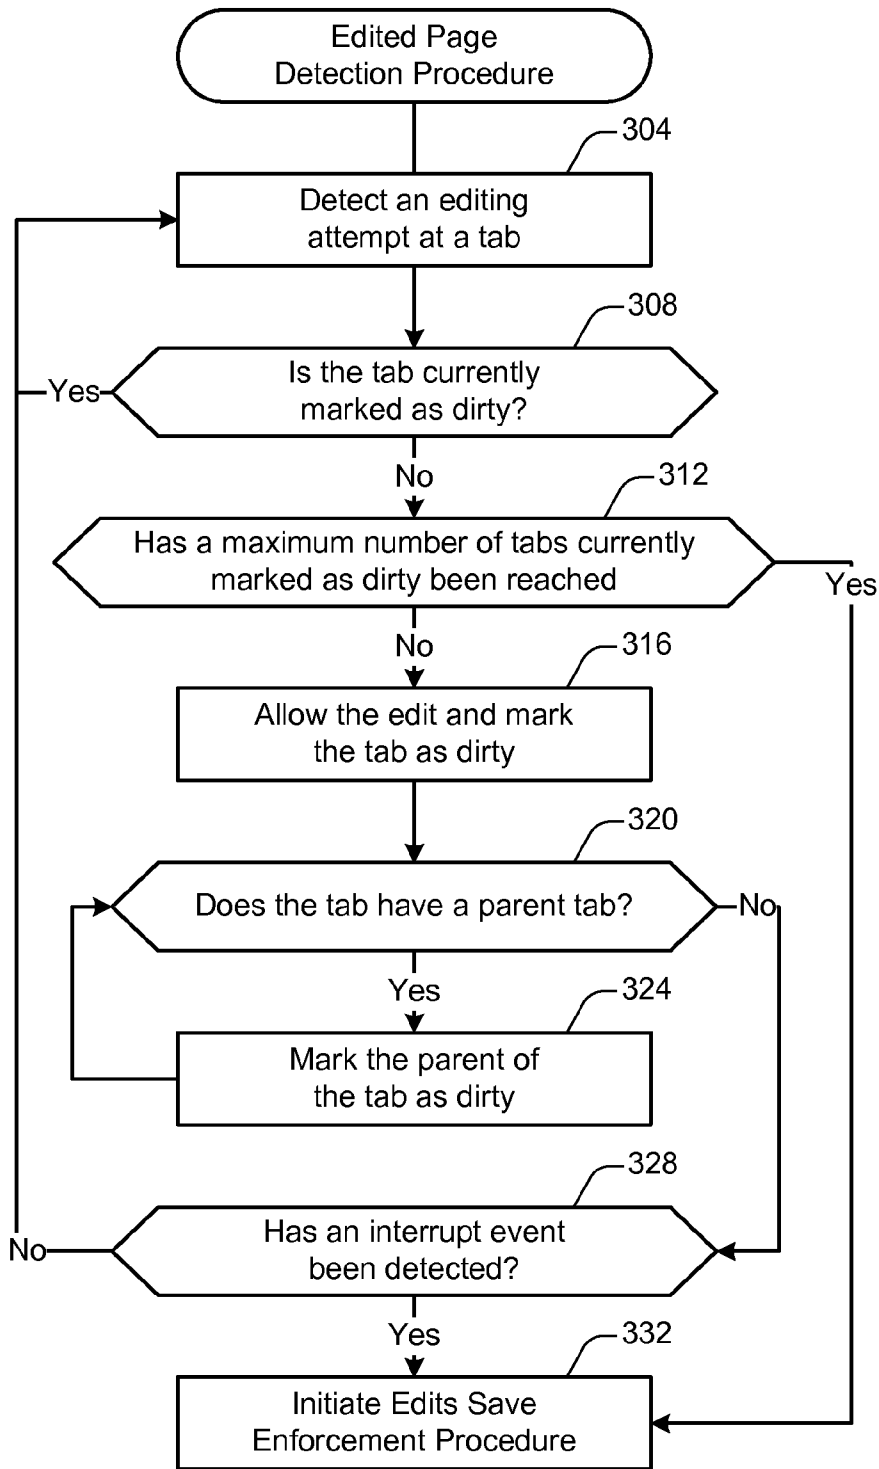 Edited Page
Detection Procedure
304
Detect an editing
attempt at a tab
308
Is the tab currently
marked as dirty?
Yes
No
312
Has a maximum number of tabs currently
marked as dirty been reached
Yes
No
316
Allow the edit and mark
the tab as dirty
320
Does the tab have a parent tab?
No
Yes
324
Mark the parent of
the tab as dirty
328
Has an interrupt event
been detected?
No
Yes
332
Initiate Edits Save
Enforcement Procedure